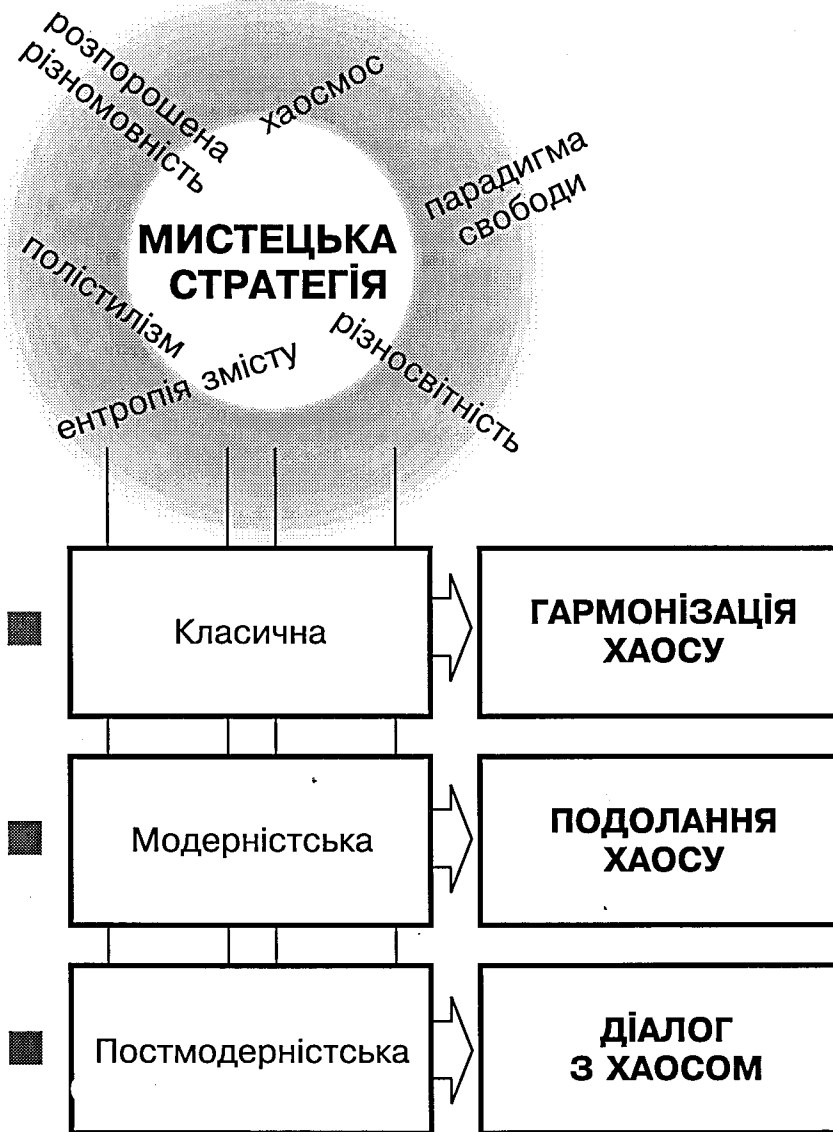 розпорошена
різномовність
хаосмос
парадигма
свободи
МИСТЕЦЬКА
СТРАТЕГІЯ
полістилізм
ентропія змісту
різносвітність
Класична
ГАРМОНіЗАЦіЯ
ХАОСУ
Модерністська
ПОДОЛАННЯ
ХАОСУ
Постмодерністська
ДіАЛОГ
З ХАОСОМ